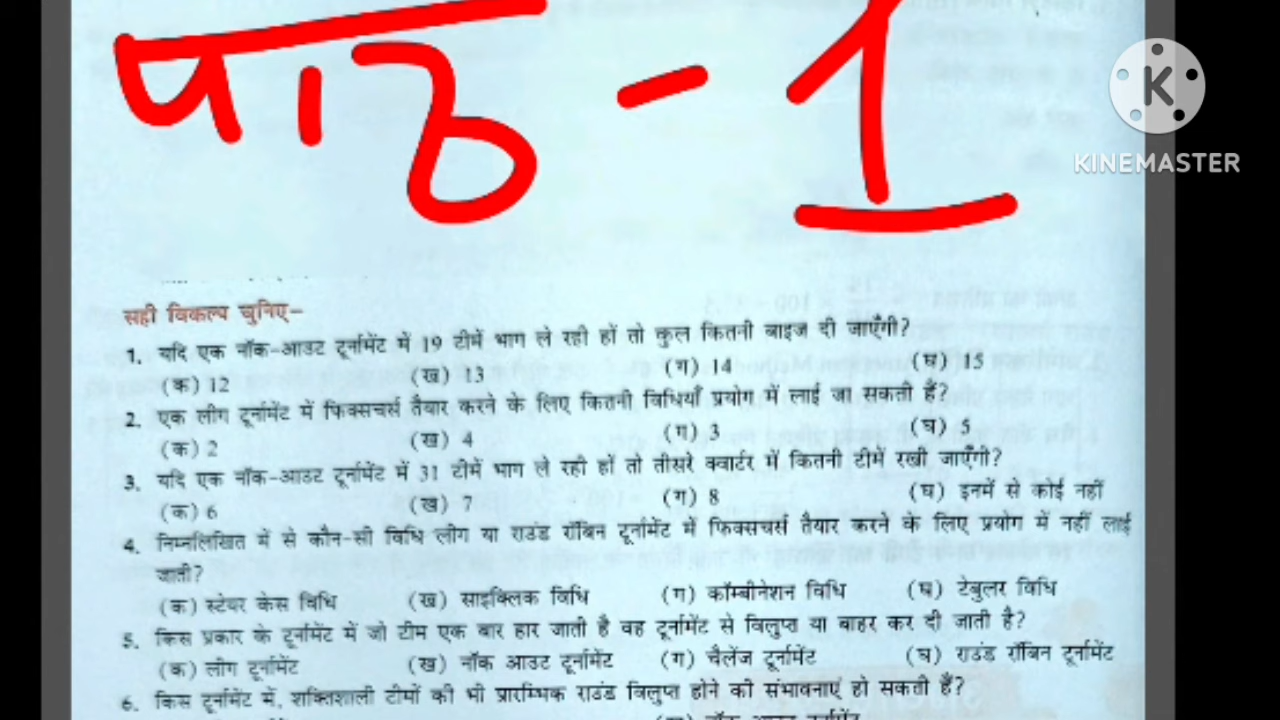 पाठ - 1
KINEMASTER
सही विकल्प चुनिए-
1. यदि एक नॉक-आउट टूर्नामेंट में 19 टीमें भाग ले रही हों तो कुल कितनी बाइज दी जाएँगी?
(क) 12 (ख) 13 (ग) 14 (घ) 15
2. एक लीग टूर्नामेंट में फिक्सचर्स तैयार करने के लिए कितनी विधियाँ प्रयोग में लाई जा सकती हैं?
(क) 2 (ख) 4 (ग) 3 (घ) 5
3. यदि एक नॉक-आउट टूर्नामेंट में 31 टीमें भाग ले रही हों तो तीसरे क्वार्टर में कितनी टीमें रखी जाएँगी?
(क) 6 (ख) 7 (ग) 8 (घ) इनमें से कोई नहीं
4. निम्नलिखित में से कौन-सी विधि लीग या राउंड रॉबिन टूर्नामेंट में फिक्सचर्स तैयार करने के लिए प्रयोग में नहीं लाई
जाती?
(क) स्टेयर केस विधि (ख) साइक्लिक विधि (ग) कॉम्बीनेशन विधि (घ) टेबुलर विधि
5. किस प्रकार के टूर्नामेंट में जो टीम एक बार हार जाती है वह टूर्नामेंट से विलुप्त या बाहर कर दी जाती है?
(क) लीग टूर्नामेंट (ख) नॉक आउट टूर्नामेंट (ग) चैलेंज टूर्नामेंट (घ) राउंड रॉबिन टूर्नामेंट
6. किस टूर्नामेंट में, शक्तिशाली टीमों की भी प्रारम्भिक राउंड विलुप्त होने की संभावनाएं हो सकती हैं?